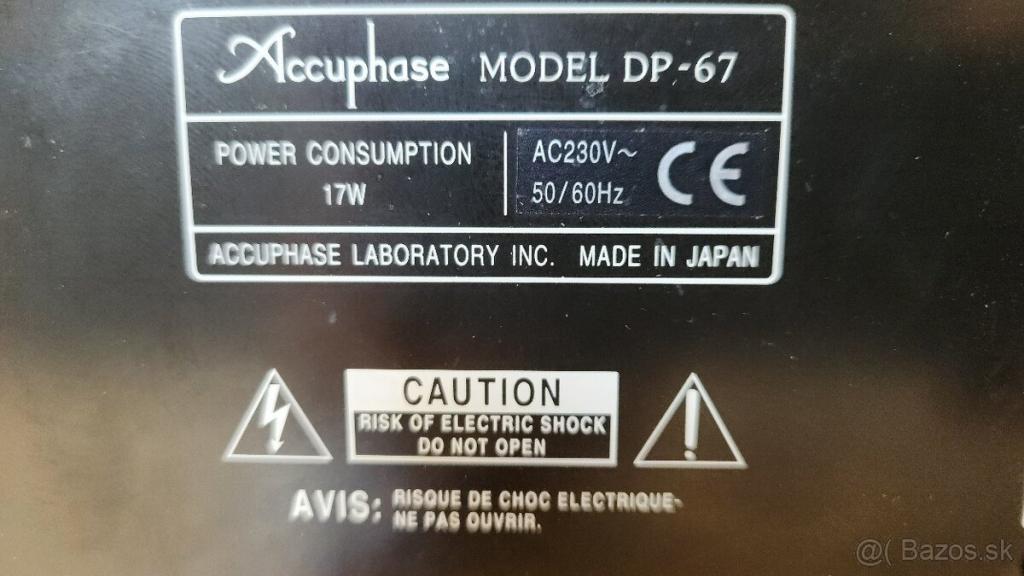 Accuphase MODEL DP-67
POWER CONSUMPTION
17W
AC230V~
50/60Hz
CE
ACCUPHASE LABORATORY INC. MADE IN JAPAN
CAUTION
RISK OF ELECTRIC SHOCK
DO NOT OPEN
AVIS: RISQUE DE CHOC ELECTRIQUE-
NE PAS OUVRIR.
@( Bazos.sk